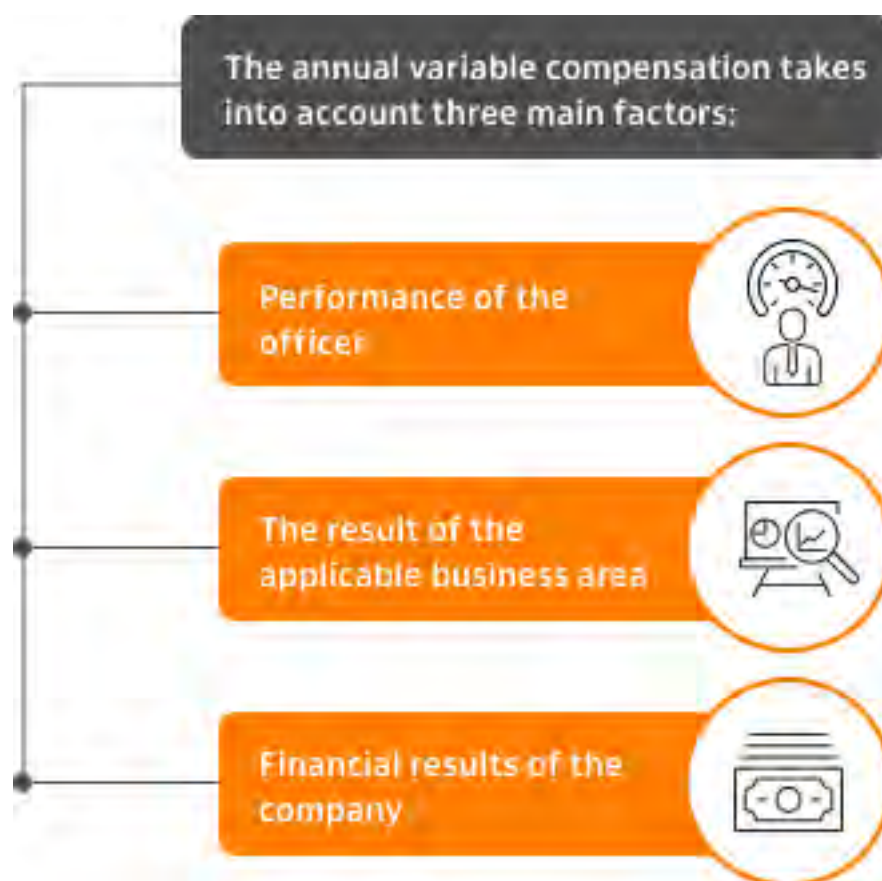 The annual variable compensation takes
into account three main factors:
Performance of the
officer
The result of the
applicable business area
Financial results of the
company